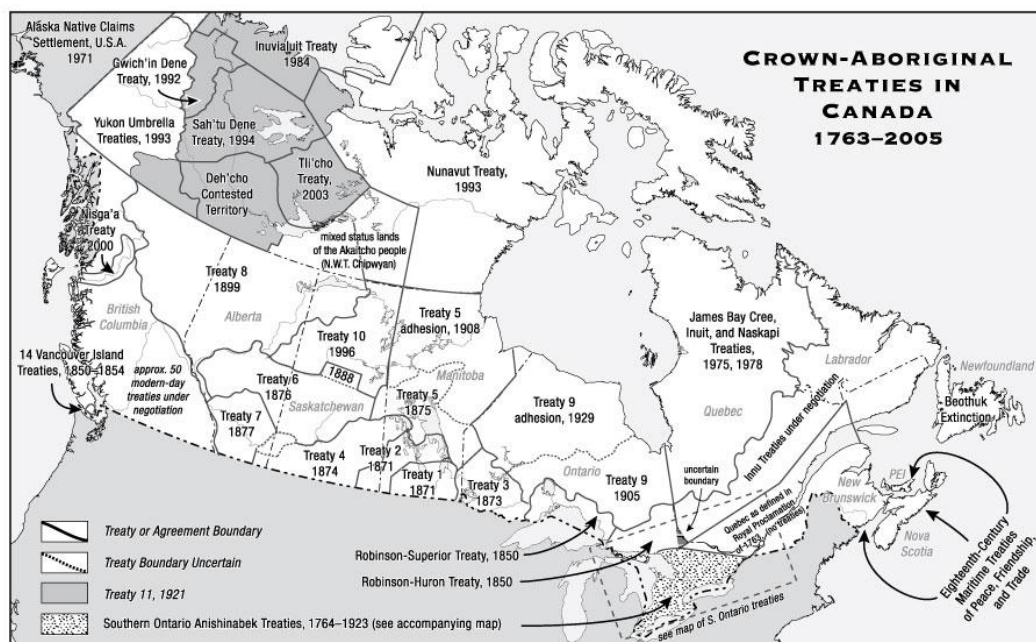 Alaska Native Claims
Settlement, U.S.A.
1971
Gwich'in Dene
Treaty, 1992
Inuvialuit Treaty
1984
CROWN-ABORIGINAL
TREATIES IN
CANADA
1763–2005
Yukon Umbrella
Treaties, 1993
Sah'tu Dene
Treaty, 1994
Tli'cho
Treaty,
2003
Deh'cho
Contested
Territory
Nunavut Treaty,
1993
Nisga'a
Treaty
2000
mixed status lands
of the Akaitcho people
(N.W.T. Chipwyan)
Treaty 8
1899
British
Columbia
Alberta
Treaty 5
adhesion, 1908
James Bay Cree,
Inuit, and Naskapi
Treaties,
1975, 1978
Treaty 10
1996
14 Vancouver Island
Treaties, 1850–1854
approx. 50
modern-day
treaties under
negotiation
1888
Manitoba
Labrador
Newfoundland
Treaty 6
1876
Saskatchewan
Treaty 5
1875
Treaty 9
adhesion, 1929
Quebec
Innu Treaties under negotiation
Beothuk
Extinction
Treaty 7
1877
Treaty 4
1874
Treaty 2
1871
Treaty 1
1871
Treaty 3
1873
Ontario
Treaty 9
1905
uncertain
boundary
Quebec as defined in
Royal Proclamation
of 1763 (no treaties)
PEI
New
Brunswick
Nova
Scotia
Treaty or Agreement Boundary
Treaty Boundary Uncertain
Treaty 11, 1921
Southern Ontario Anishinabek Treaties, 1764–1923 (see accompanying map)
Robinson-Superior Treaty, 1850
Robinson-Huron Treaty, 1850
see map of S. Ontario treaties
Eighteenth-Century
Maritime Treaties
of Peace, Friendship,
and Trade